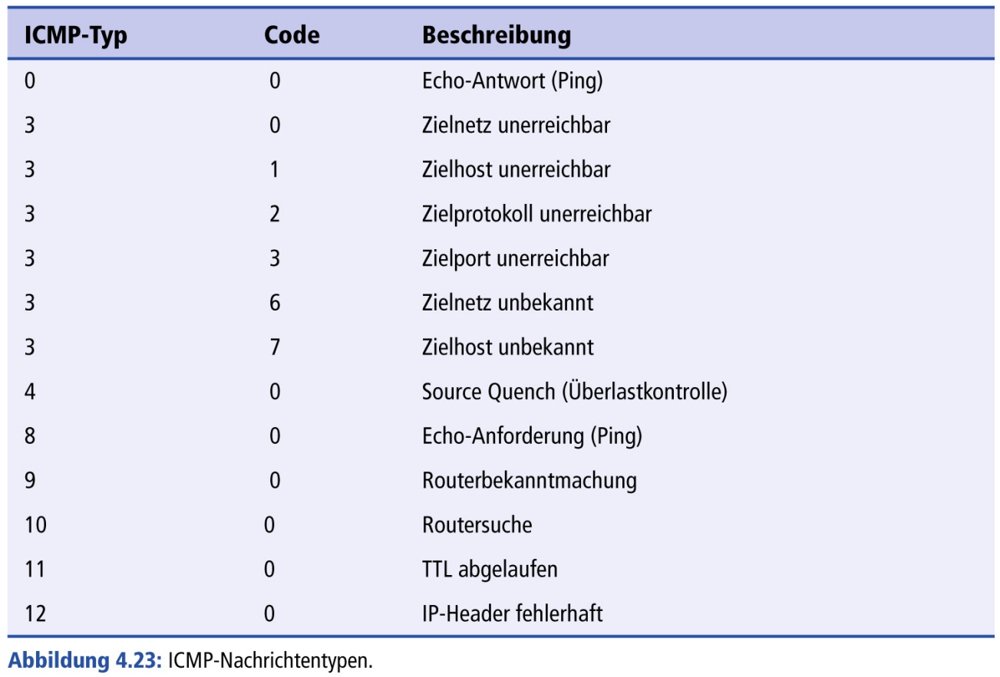 ICMP-Typ Code Beschreibung
0 0 Echo-Antwort (Ping)
3 0 Zielnetz unerreichbar
3 1 Zielhost unerreichbar
3 2 Zielprotokoll unerreichbar
3 3 Zielport unerreichbar
3 6 Zielnetz unbekannt
3 7 Zielhost unbekannt
4 0 Source Quench (Überlastkontrolle)
8 0 Echo-Anforderung (Ping)
9 0 Routerbekanntmachung
10 0 Routersuche
11 0 TTL abgelaufen
12 0 IP-Header fehlerhaft
Abbildung 4.23: ICMP-Nachrichtentypen.